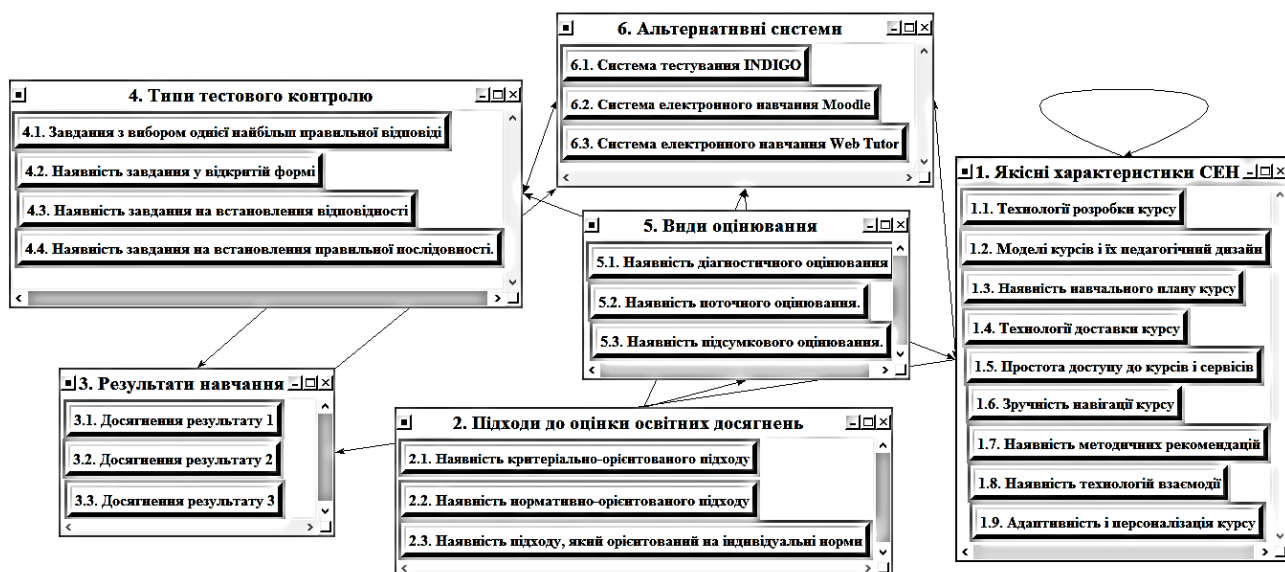 6. Альтернативні системи
6.1. Система тестування INDIGO
6.2. Система електронного навчання Moodle
6.3. Система електронного навчання Web Tutor
4. Типи тестового контролю
4.1. Завдання з вибором однієї найбільш правильної відповіді
4.2. Наявність завдання у відкритій формі
4.3. Наявність завдання на встановлення відповідності
4.4. Наявність завдання на встановлення правильної послідовності.
1. Якісні характеристики СЕН
1.1. Технології розробки курсу
1.2. Моделі курсів і їх педагогічний дизайн
1.3. Наявність навчального плану курсу
1.4. Технології доставки курсу
1.5. Простота доступу до курсів і сервісів
1.6. Зручність навігації курсу
1.7. Наявність методичних рекомендацій
1.8. Наявність технологій взаємодії
1.9. Адаптивність і персоналізація курсу
5. Види оцінювання
5.1. Наявність діагностичного оцінювання
5.2. Наявність поточного оцінювання.
5.3. Наявність підсумкового оцінювання.
3. Результати навчання
3.1. Досягнення результату 1
3.2. Досягнення результату 2
3.3. Досягнення результату 3
2. Підходи до оцінки освітних досягнень
2.1. Наявність критеріально-орієнтованого підходу
2.2. Наявність нормативно-орієнтованого підходу
2.3. Наявність підходу, який орієнтований на індивідуальні норми